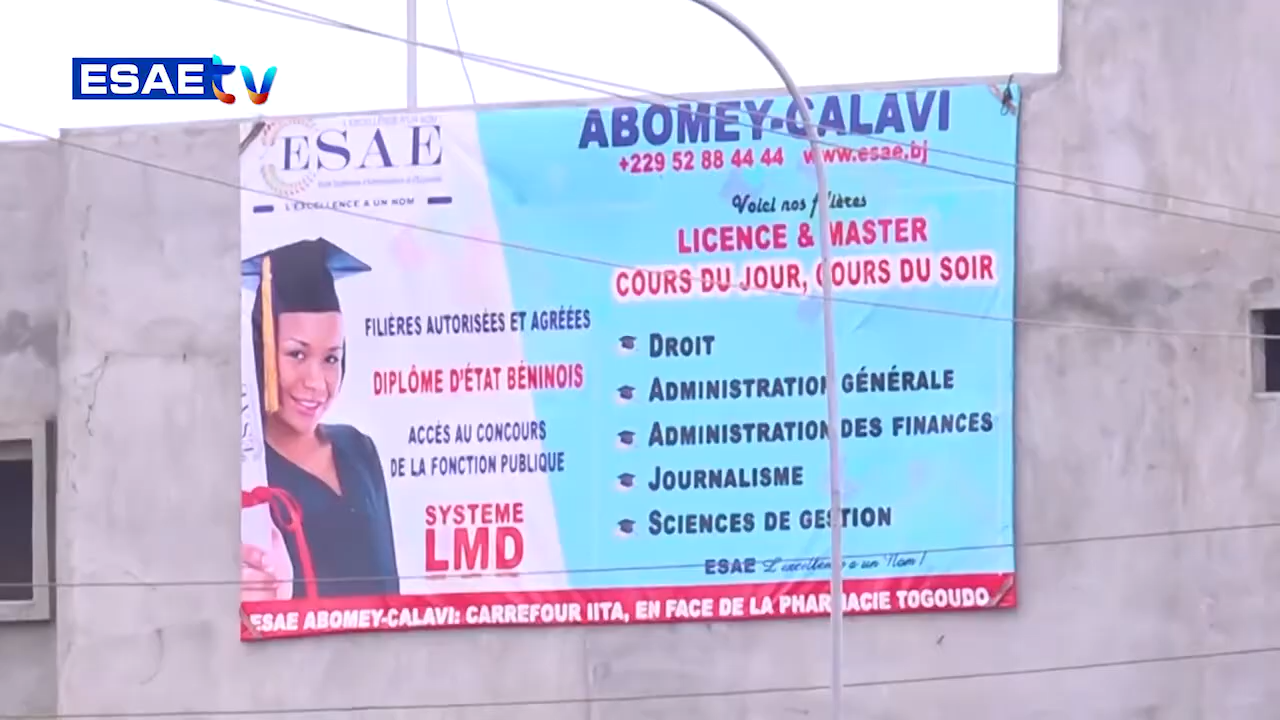 ESAE tv
ESAE
L'EXCELLENCE A UN NOM
ABOMEY-CALAVI
+229 52 88 44 44 www.esae.bj
Voici nos filières
LICENCE & MASTER
COURS DU JOUR, COURS DU SOIR
FILIÈRES AUTORISÉES ET AGRÉÉES
DIPLÔME D'ÉTAT BÉNINOIS
ACCÈS AU CONCOURS
DE LA FONCTION PUBLIQUE
SYSTEME
LMD
DROIT
ADMINISTRATION GÉNÉRALE
ADMINISTRATION DES FINANCES
JOURNALISME
SCIENCES DE GESTION
ESAE L'excellence a un Nom !
ESAE ABOMEY-CALAVI: CARREFOUR IITA, EN FACE DE LA PHARMACIE TOGOUDO